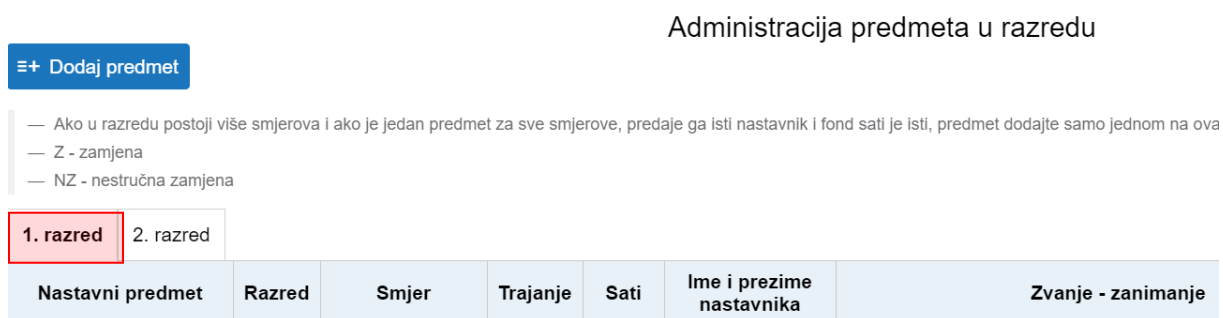 Administracija predmeta u razredu
Dodaj predmet
— Ako u razredu postoji više smjerova i ako je jedan predmet za sve smjerove, predaje ga isti nastavnik i fond sati je isti, predmet dodajte samo jednom na ova
— Z - zamjena
— NZ - nestručna zamjena
1. razred 2. razred
Nastavni predmet Razred Smjer Trajanje Sati Ime i prezime nastavnika Zvanje - zanimanje